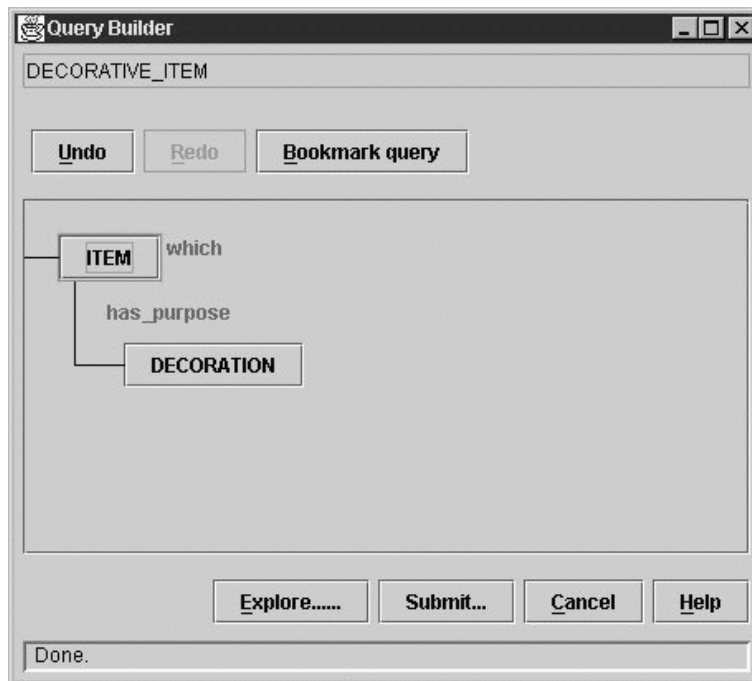 Query Builder
DECORATIVE_ITEM
Undo Redo Bookmark query
ITEM which
has_purpose
DECORATION
Explore...... Submit... Cancel Help
Done.